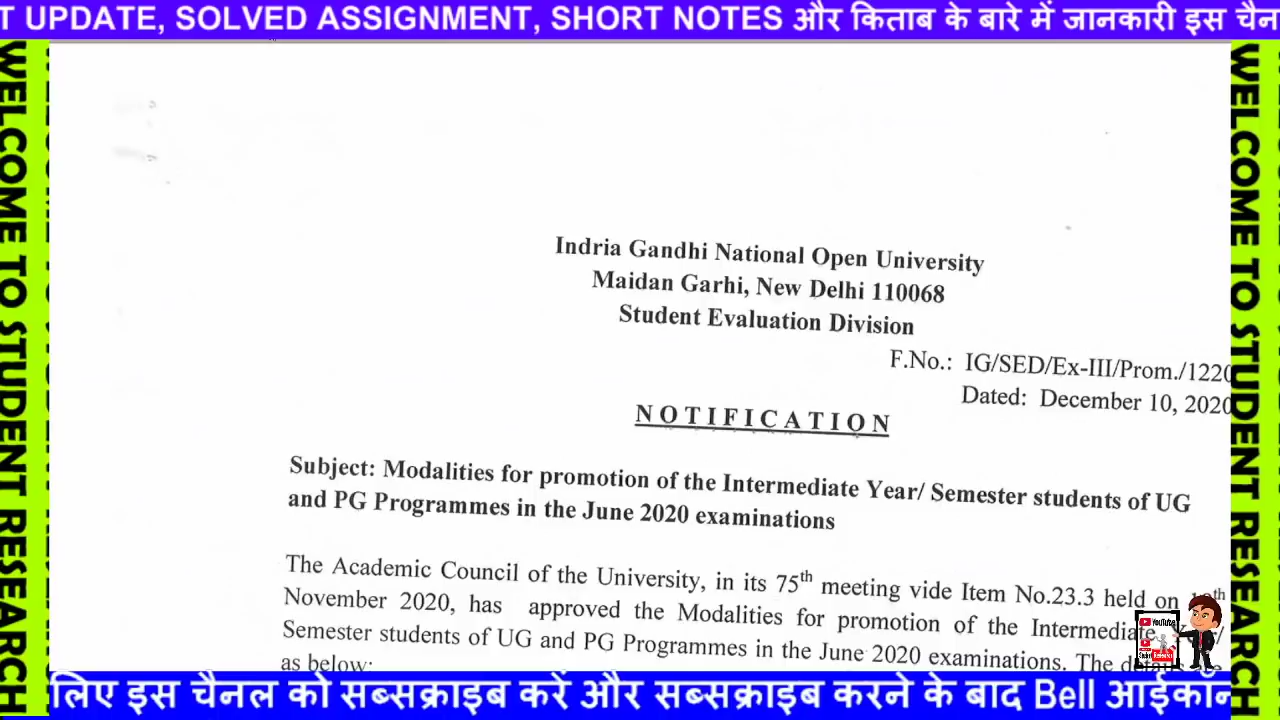 T UPDATE, SOLVED ASSIGNMENT, SHORT NOTES और किताब के बारे में जानकारी इस चैन
WELCOME TO STUDENT RESEARCH
Indria Gandhi National Open University
Maidan Garhi, New Delhi 110068
Student Evaluation Division
F.No.: IG/SED/Ex-III/Prom./1220
Dated: December 10, 2020
NOTIFICATION
Subject: Modalities for promotion of the Intermediate Year/ Semester students of UG
and PG Programmes in the June 2020 examinations
The Academic Council of the University, in its 75th meeting vide Item No.23.3 held on
November 2020, has approved the Modalities for promotion of the Intermediate
Semester students of UG and PG Programmes in the June 2020 examinations. The
as below:
YouTube
WELCOME TO STUDENT RESEARCH
लिए इस चैनल को सब्सक्राइब करें और सब्सक्राइब करने के बाद Bell आईकान